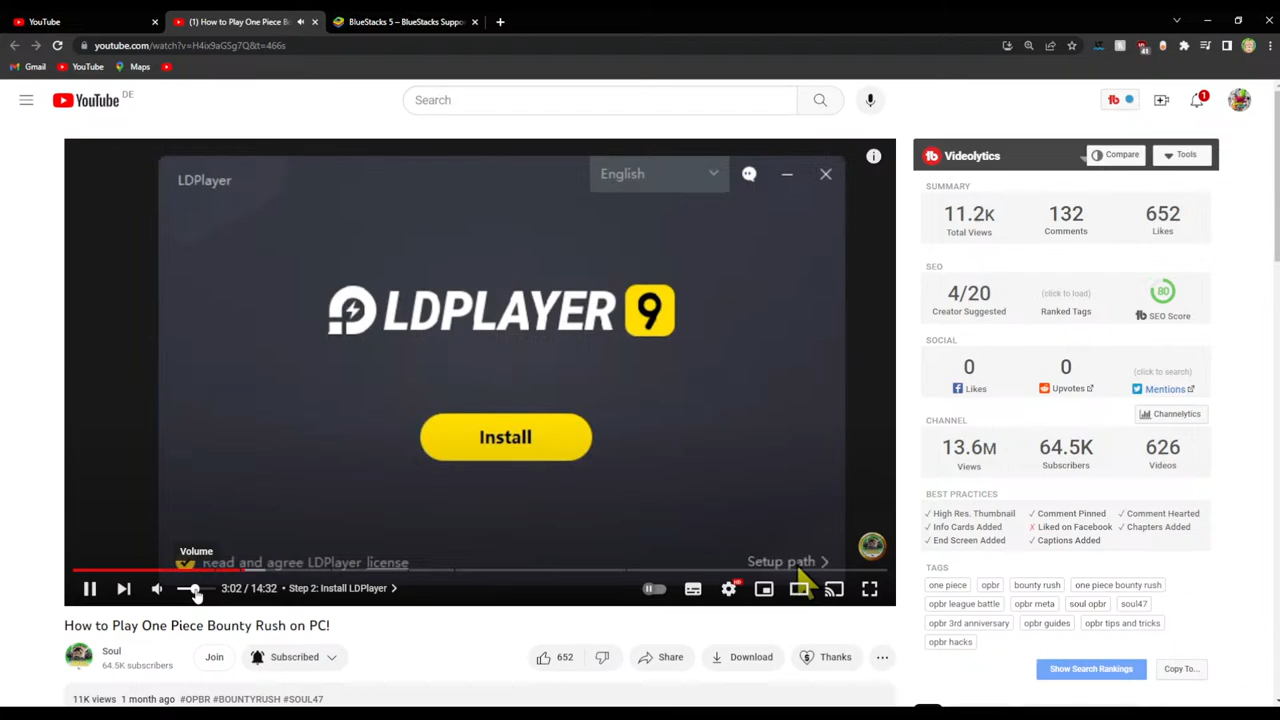 YouTube
(1) How to Play One Piece B
BlueStacks 5 – BlueStacks Suppo
youtube.com/watch?v=H4ix9aG5g7Q&t=466s
41
Gmail
YouTube
Maps
YouTube DE
Search
tb
1
LDPlayer
English
LDPLAYER 9
Install
Volume
Read and agree LDPlayer license
Setup path
3:02 / 14:32 • Step 2: Install LDPlayer
HD
How to Play One Piece Bounty Rush on PC!
Soul
64.5K subscribers
Join
Subscribed
652
Share
Download
Thanks
11K views 1 month ago #OPBR #BOUNTYRUSH #SOUL47
tb Videolytics
Compare
Tools
SUMMARY
11.2K 132 652
Total Views Comments Likes
SEO
4/20 (click to load) 80
Creator Suggested Ranked Tags tb SEO Score
SOCIAL
0 0 (click to search)
Likes Upvotes Mentions
CHANNEL
Channelytics
13.6M 64.5K 626
Views Subscribers Videos
BEST PRACTICES
✓ High Res. Thumbnail ✓ Comment Pinned ✓ Comment Hearted
✓ Info Cards Added ✗ Liked on Facebook ✓ Chapters Added
✓ End Screen Added ✓ Captions Added
TAGS
one piece opbr bounty rush one piece bounty rush
opbr league battle opbr meta soul opbr soul47
opbr 3rd anniversary opbr guides opbr tips and tricks
opbr hacks
Show Search Rankings
Copy To...